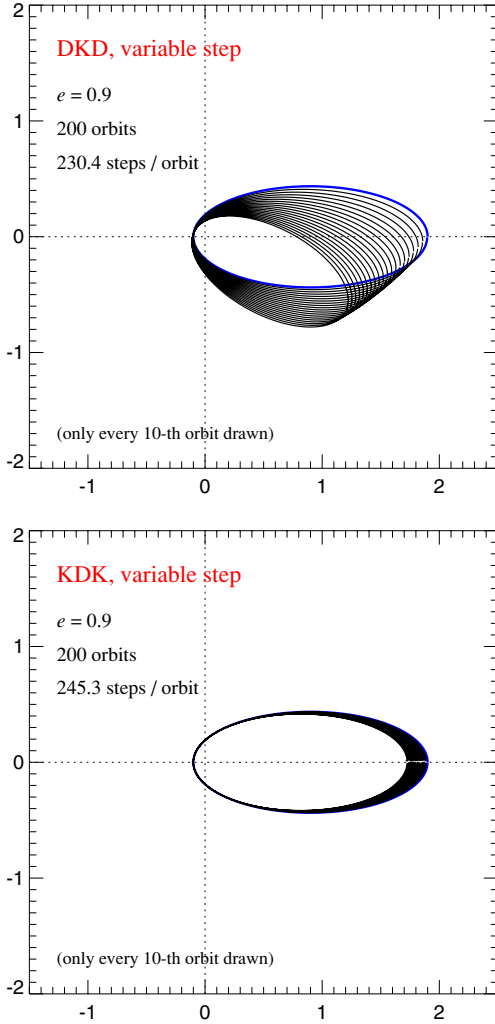 2
DKD, variable step
e = 0.9
1
200 orbits
230.4 steps / orbit
0
-1
(only every 10-th orbit drawn)
-2
-1 0 1 2
2
KDK, variable step
e = 0.9
1
200 orbits
245.3 steps / orbit
0
-1
(only every 10-th orbit drawn)
-2
-1 0 1 2